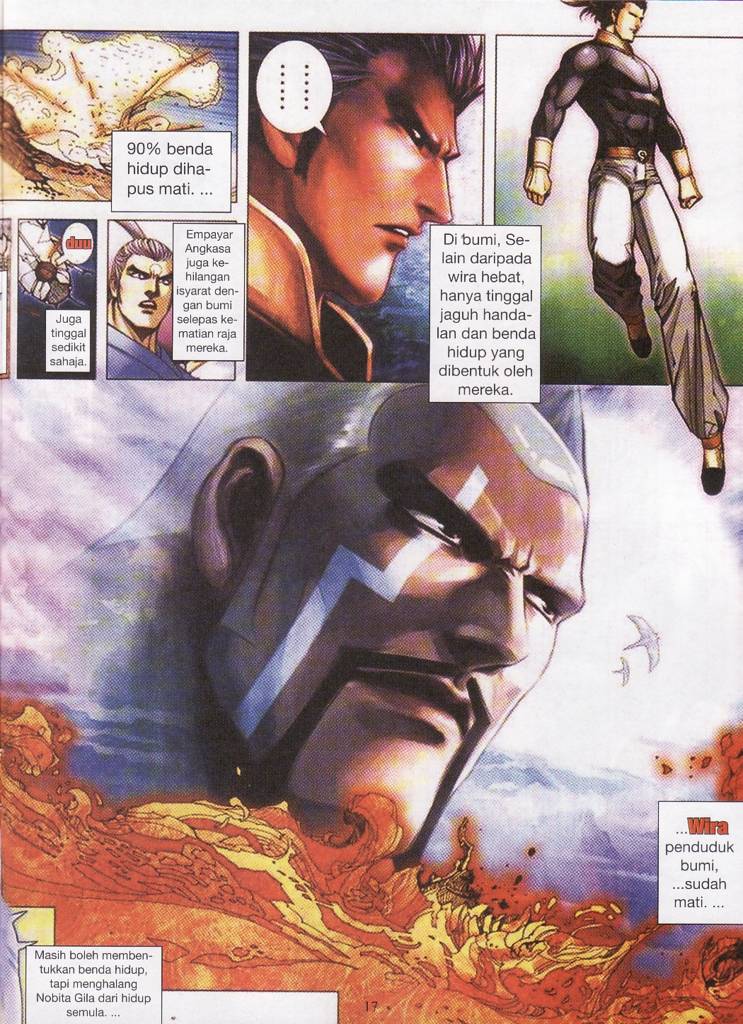 90% benda
hidup diha-
pus mati. ...
duu
Juga
tinggal
sedikit
sahaja.
Empayar
Angkasa
juga ke-
hilangan
isyarat den-
gan bumi
selepas ke-
matian raja
mereka.
Di bumi, Se-
lain daripada
wira hebat,
hanya tinggal
jaguh handa-
lan dan benda
hidup yang
dibentuk oleh
mereka.
...Wira
penduduk
bumi,
...sudah
mati. ...
Masih boleh memben-
tukkan benda hidup,
tapi menghalang
Nobita Gila dari hidup
semula. ...
17